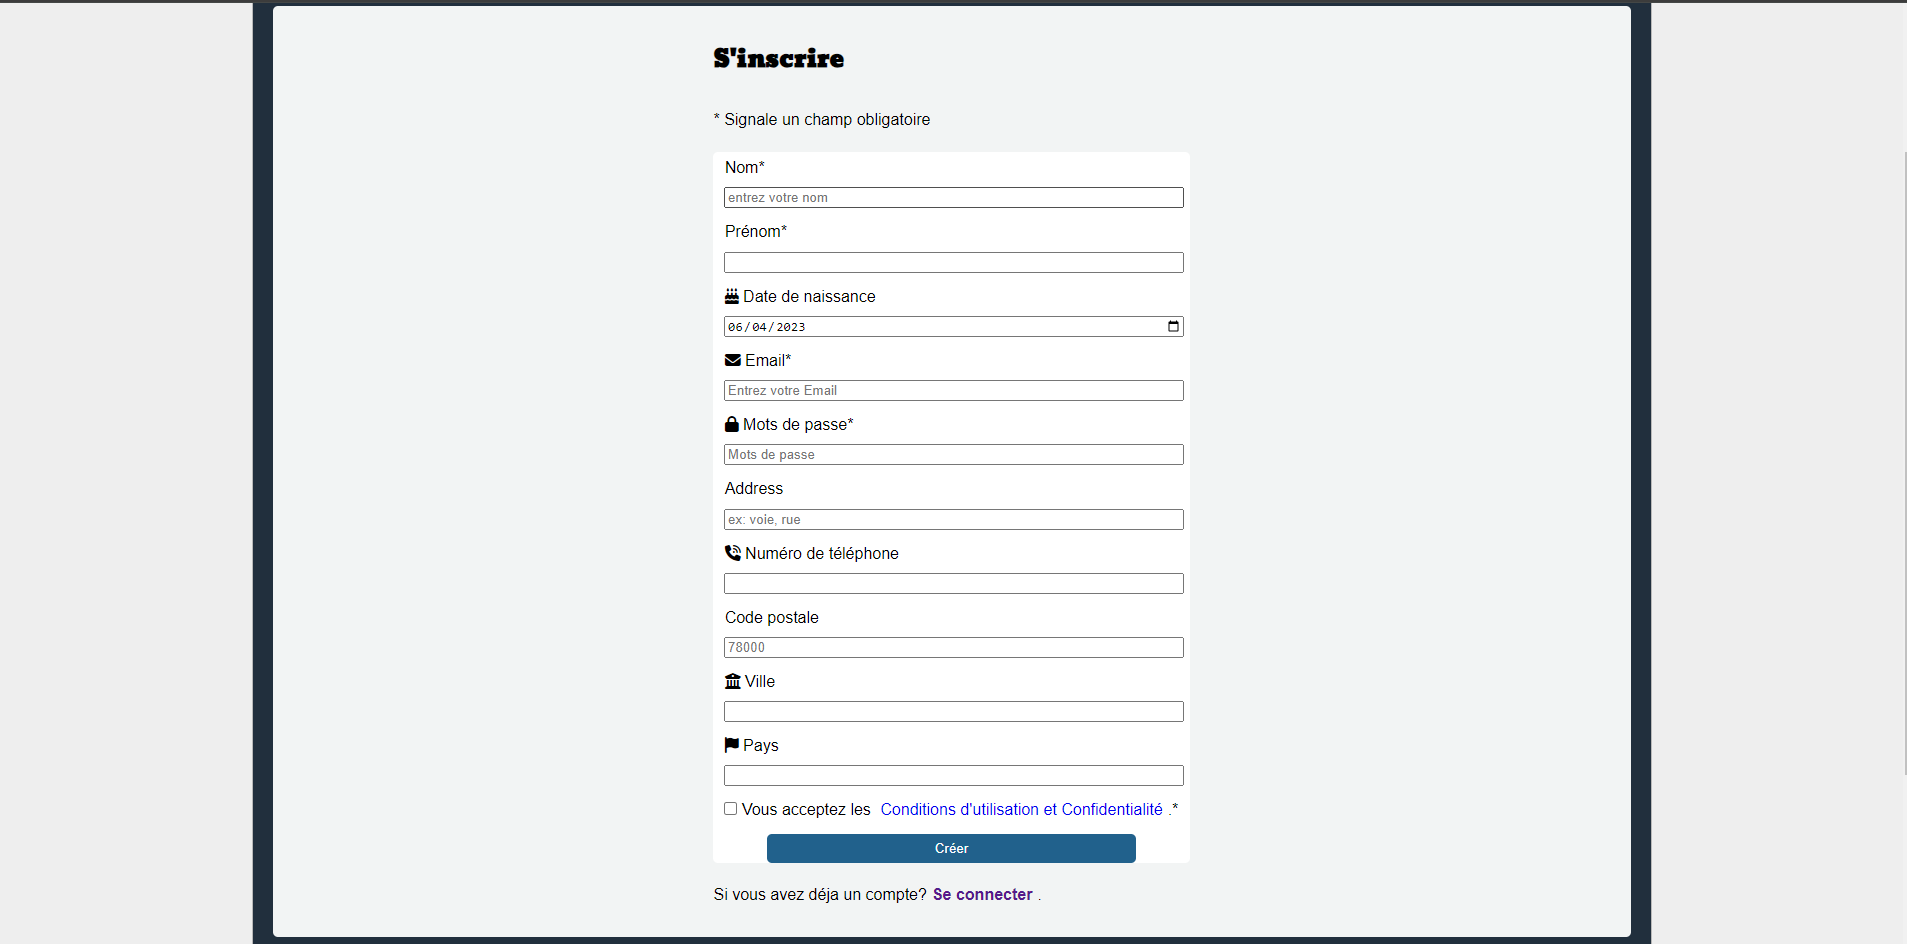 S'inscrire
* Signale un champ obligatoire
Nom*
entrez votre nom
Prénom*
Date de naissance
06/04/2023
Email*
Entrez votre Email
Mots de passe*
Mots de passe
Address
ex: voie, rue
Numéro de téléphone
Code postale
78000
Ville
Pays
Vous acceptez les Conditions d'utilisation et Confidentialité .*
Créer
Si vous avez déja un compte? Se connecter .